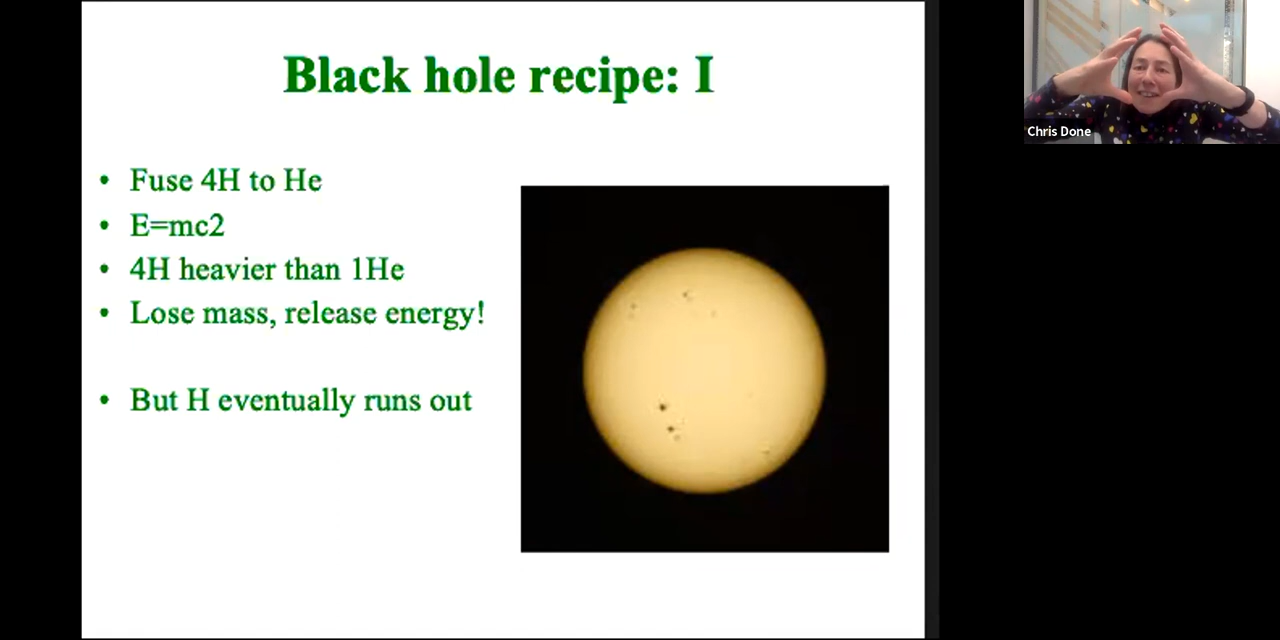 Black hole recipe: I
• Fuse 4H to He
• E=mc2
• 4H heavier than 1He
• Lose mass, release energy!
• But H eventually runs out
Chris Done